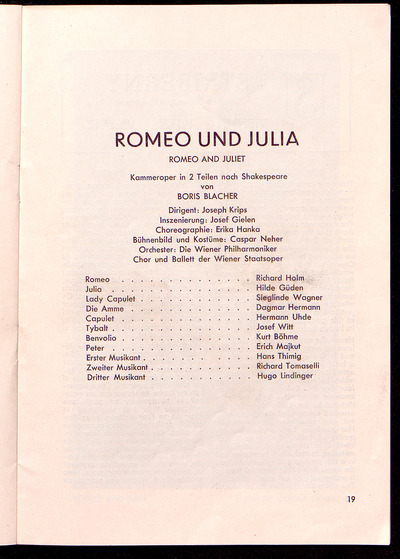 ROMEO UND JULIA
ROMEO AND JULIET
Kammeroper in 2 Teilen nach Shakespeare
von
BORIS BLACHER
Dirigent: Joseph Krips
Inszenierung: Josef Gielen
Choreographie: Erika Hanka
Bühnenbild und Kostüme: Caspar Neher
Orchester: Die Wiener Philharmoniker
Chor und Ballett der Wiener Staatsoper
Romeo . . . . . . . . . . . . . Richard Holm
Julia . . . . . . . . . . . . . Hilde Güden
Lady Capulet . . . . . . . . . . . Sieglinde Wagner
Die Amme . . . . . . . . . . . . Dagmar Hermann
Capulet . . . . . . . . . . . . . Hermann Uhde
Tybalt . . . . . . . . . . . . . Josef Witt
Benvolio . . . . . . . . . . . . Kurt Böhme
Peter . . . . . . . . . . . . . Erich Majkut
Erster Musikant . . . . . . . . . . . Hans Thimig
Zweiter Musikant . . . . . . . . . . Richard Tomaselli
Dritter Musikant . . . . . . . . . . Hugo Lindinger
19